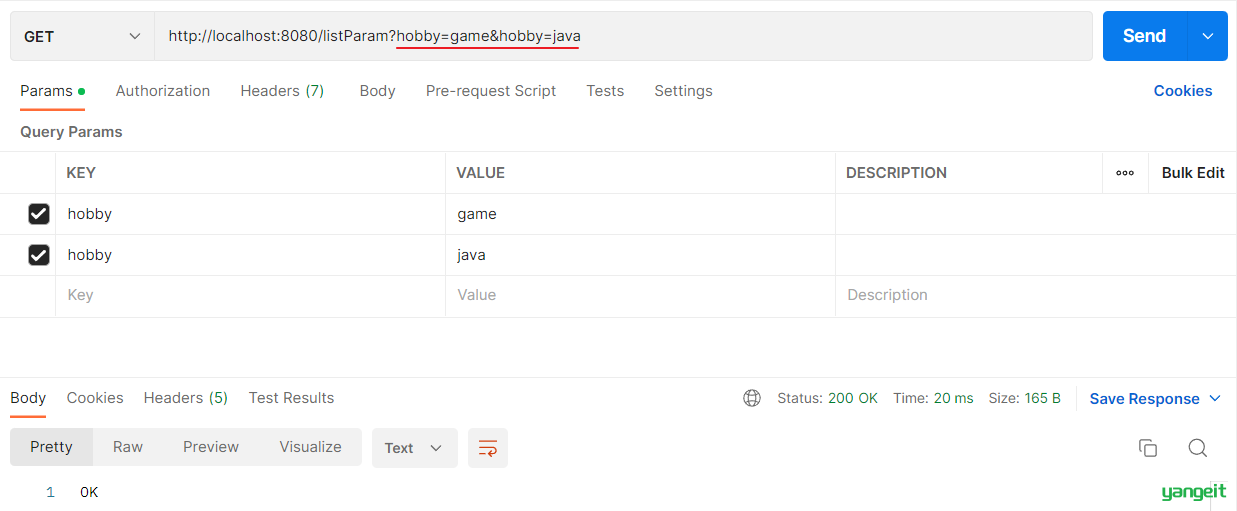 GET http://localhost:8080/listParam?hobby=game&hobby=java Send
Params Authorization Headers (7) Body Pre-request Script Tests Settings Cookies
Query Params
KEY VALUE DESCRIPTION ooo Bulk Edit
hobby game
hobby java
Key Value Description
Body Cookies Headers (5) Test Results Status: 200 OK Time: 20 ms Size: 165 B Save Response
Pretty Raw Preview Visualize Text
1 OK
yangeit